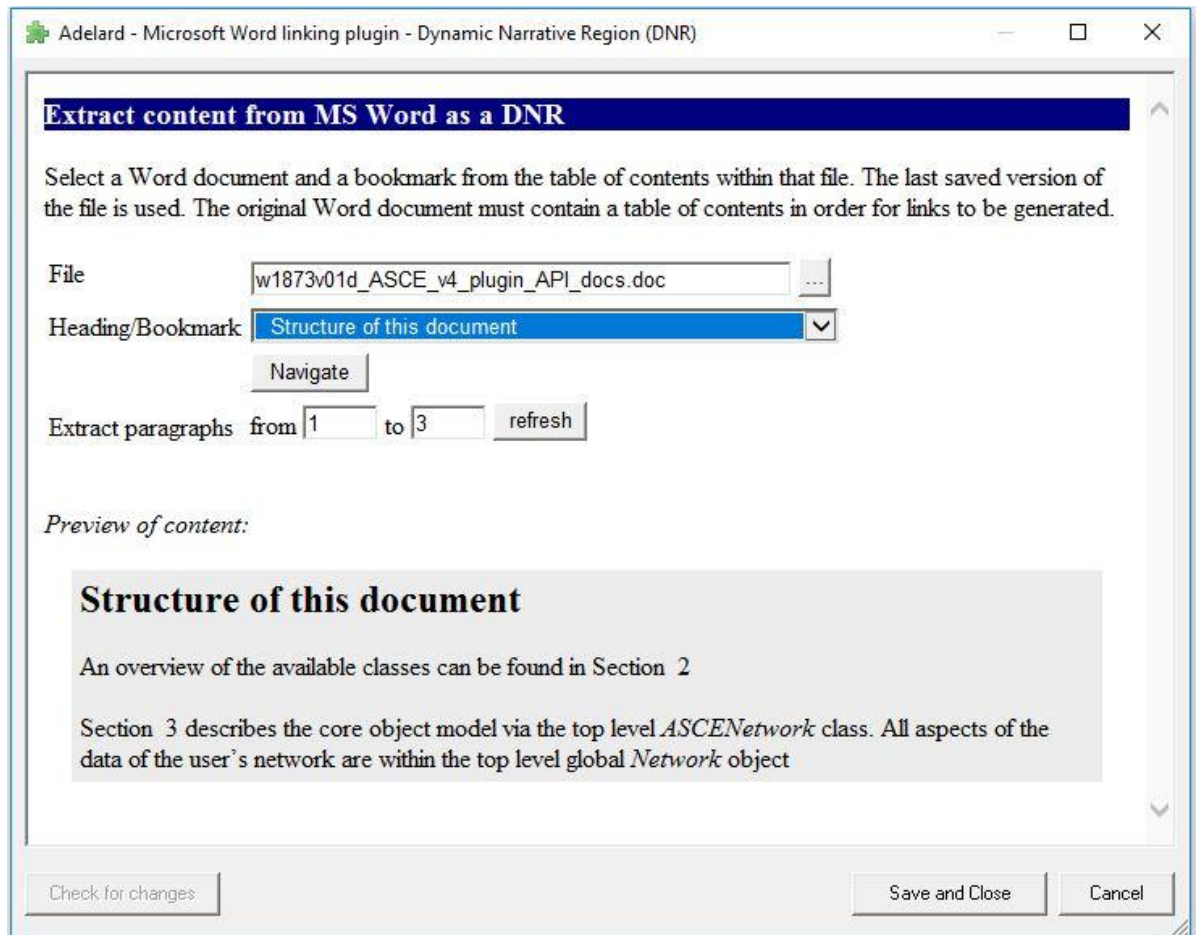 Adelard - Microsoft Word linking plugin - Dynamic Narrative Region (DNR)
Extract content from MS Word as a DNR
Select a Word document and a bookmark from the table of contents within that file. The last saved version of
the file is used. The original Word document must contain a table of contents in order for links to be generated.
File w1873v01d_ASCE_v4_plugin_API_docs.doc ...
Heading/Bookmark Structure of this document
Navigate
Extract paragraphs from 1 to 3 refresh
Preview of content:
Structure of this document
An overview of the available classes can be found in Section 2
Section 3 describes the core object model via the top level ASCENetwork class. All aspects of the
data of the user's network are within the top level global Network object
Check for changes Save and Close Cancel